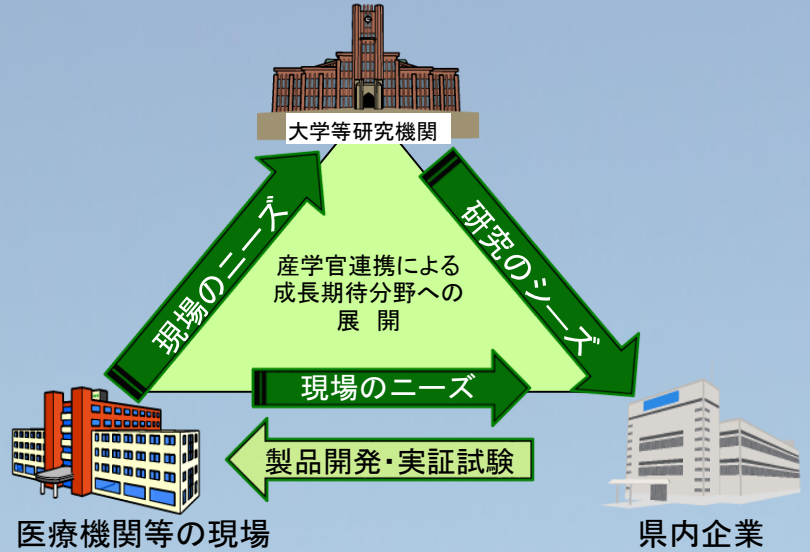 大学等研究機関
現場のニーズ
研究のシーズ
産学官連携による
成長期待分野への
展　開
現場のニーズ
製品開発・実証試験
医療機関等の現場
県内企業